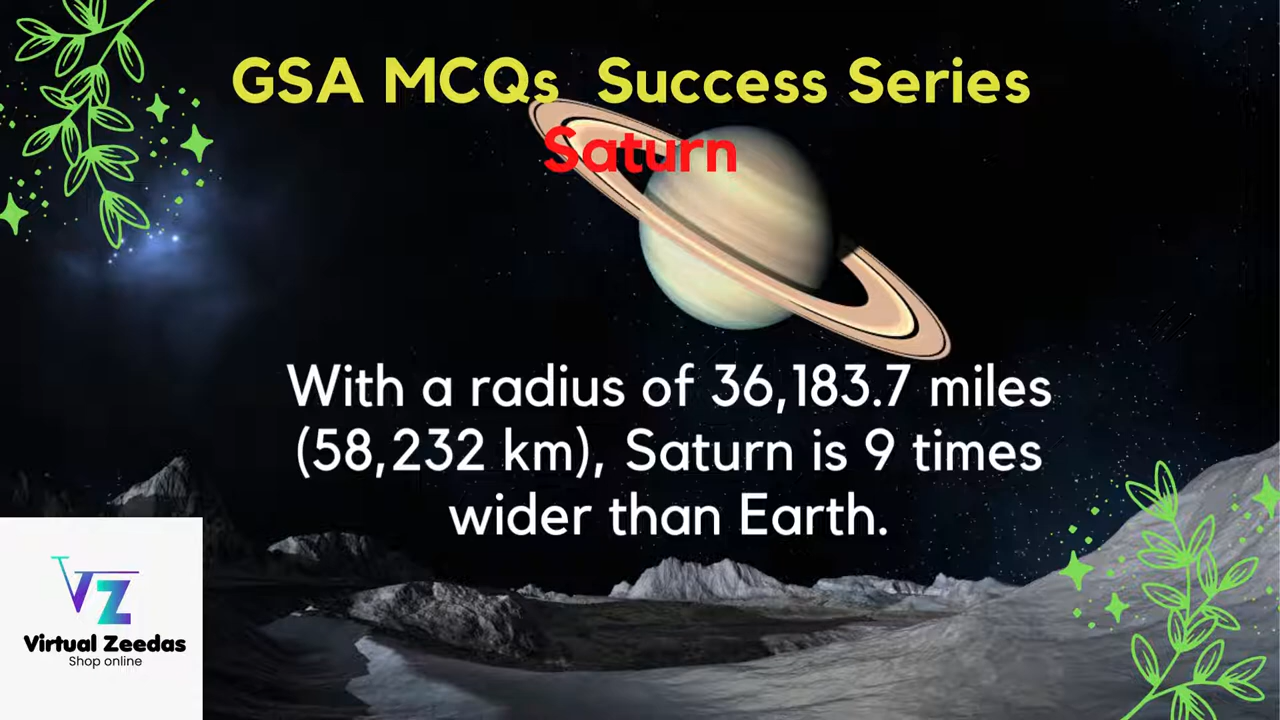 GSA MCQs Success Series
Saturn
With a radius of 36,183.7 miles
(58,232 km), Saturn is 9 times
wider than Earth.
VZ
Virtual Zeedas
Shop online